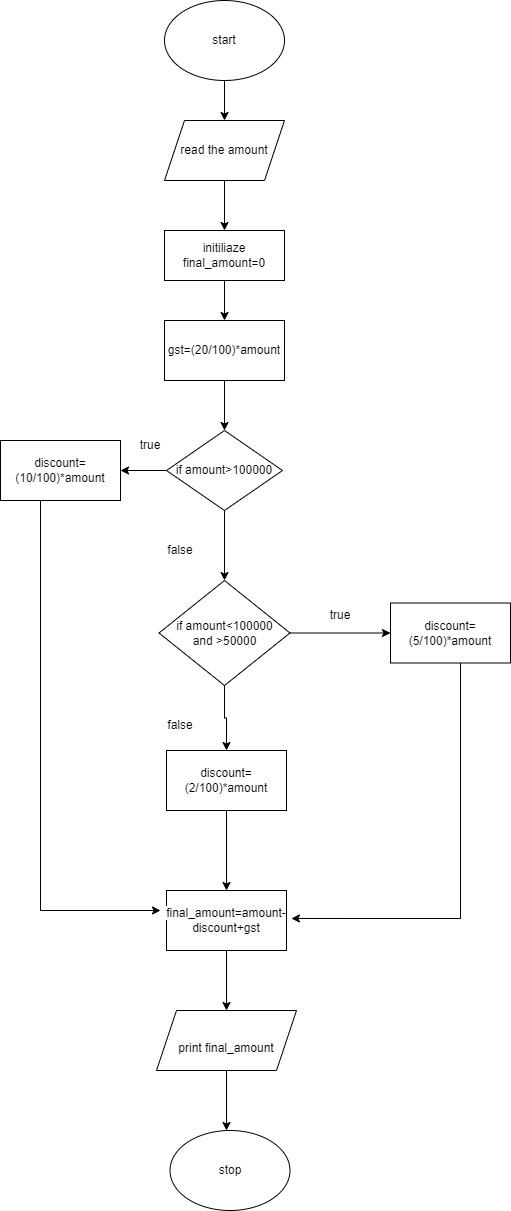 start
read the amount
initiliaze
final_amount=0
gst=(20/100)*amount
true
if amount>100000
discount=
(10/100)*amount
false
if amount<100000
and >50000
true
discount=
(5/100)*amount
false
discount=
(2/100)*amount
final_amount=amount-
discount+gst
print final_amount
stop